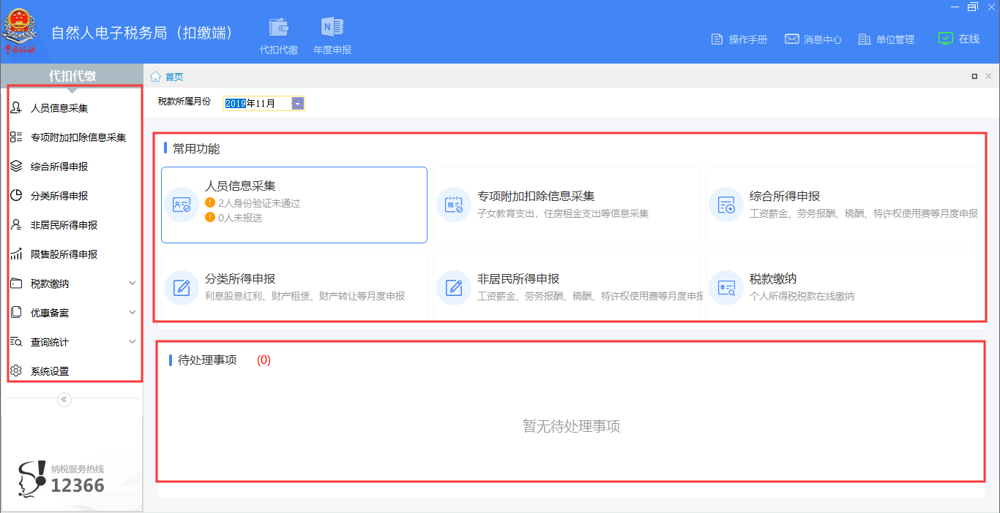 自然人电子税务局（扣缴端）
代扣代缴
年度申报
操作手册
消息中心
单位管理
在线
代扣代缴
人员信息采集
专项附加扣除信息采集
综合所得申报
分类所得申报
非居民所得申报
限售股所得申报
税款缴纳
优惠备案
查询统计
系统设置
纳税服务热线
12366
首页
税款所属月份 2019年11月
常用功能
人员信息采集
2人身份验证未通过
0人未报送
专项附加扣除信息采集
子女教育支出，住房租金支出等信息采集
综合所得申报
工资薪金、劳务报酬、稿酬、特许权使用费等月度申报
分类所得申报
利息股息红利、财产租赁、财产转让等月度申报
非居民所得申报
工资薪金、劳务报酬、稿酬、特许权使用费等月度申报
税款缴纳
个人所得税税款在线缴纳
待处理事项 (0)
暂无待处理事项